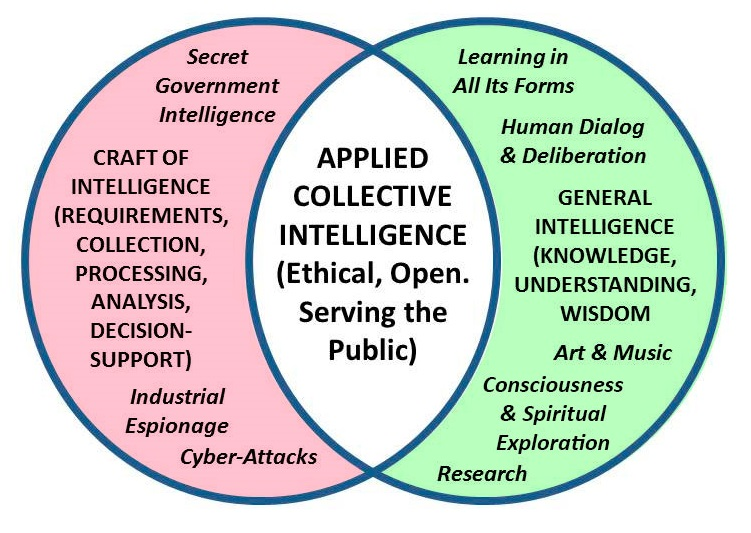 Secret
Government
Intelligence
CRAFT OF
INTELLIGENCE
(REQUIREMENTS,
COLLECTION,
PROCESSING,
ANALYSIS,
DECISION-
SUPPORT)
Industrial
Espionage
Cyber-Attacks
APPLIED
COLLECTIVE
INTELLIGENCE
(Ethical, Open.
Serving the
Public)
Learning in
All Its Forms
Human Dialog
& Deliberation
GENERAL
INTELLIGENCE
(KNOWLEDGE,
UNDERSTANDING,
WISDOM
Art & Music
Consciousness
& Spiritual
Exploration
Research